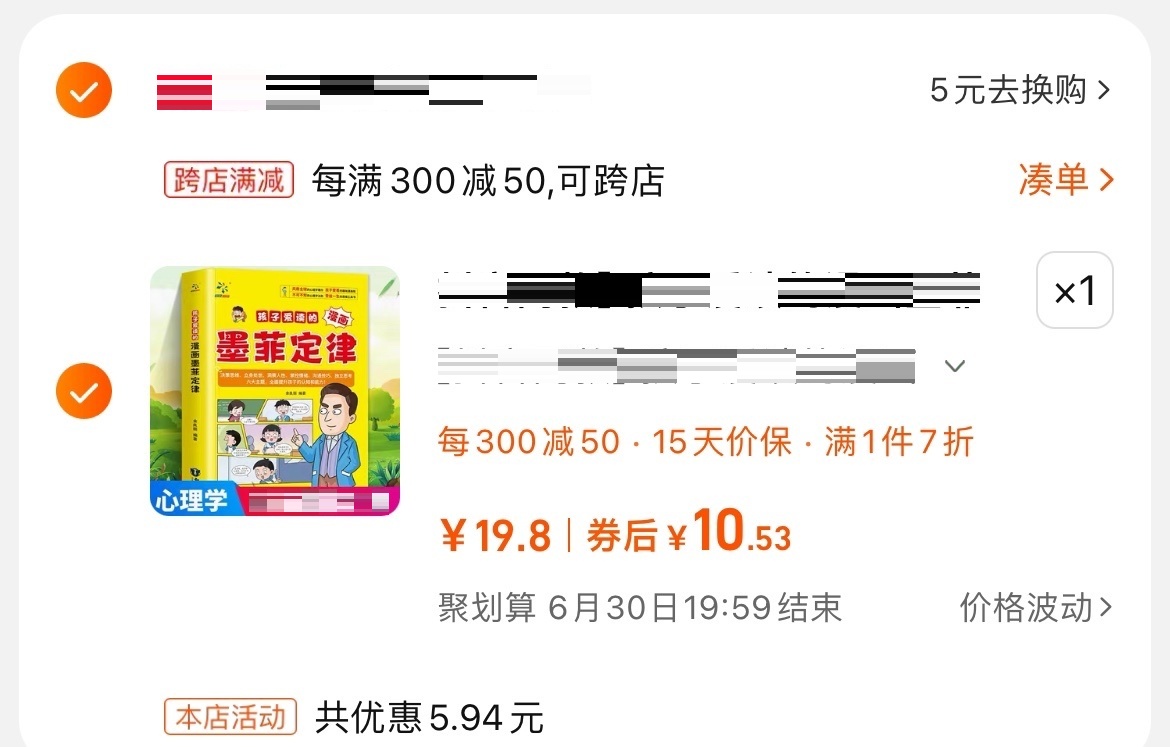 5元去换购
跨店满减 每满300减50,可跨店 凑单
×1
孩子爱读的
漫画
墨菲定律
孩子爱读的漫画墨菲定律
心理学
每300减50 · 15天价保 · 满1件7折
¥19.8 券后¥10.53
聚划算 6月30日19:59结束 价格波动
本店活动 共优惠5.94元